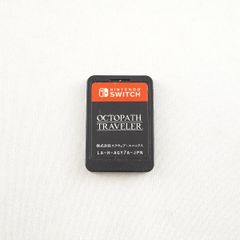 NINTENDO
SWITCH
OCTOPATH
TRAVELER
株式会社スクウェア・エニックス
LA-H-AGY7A-JPN